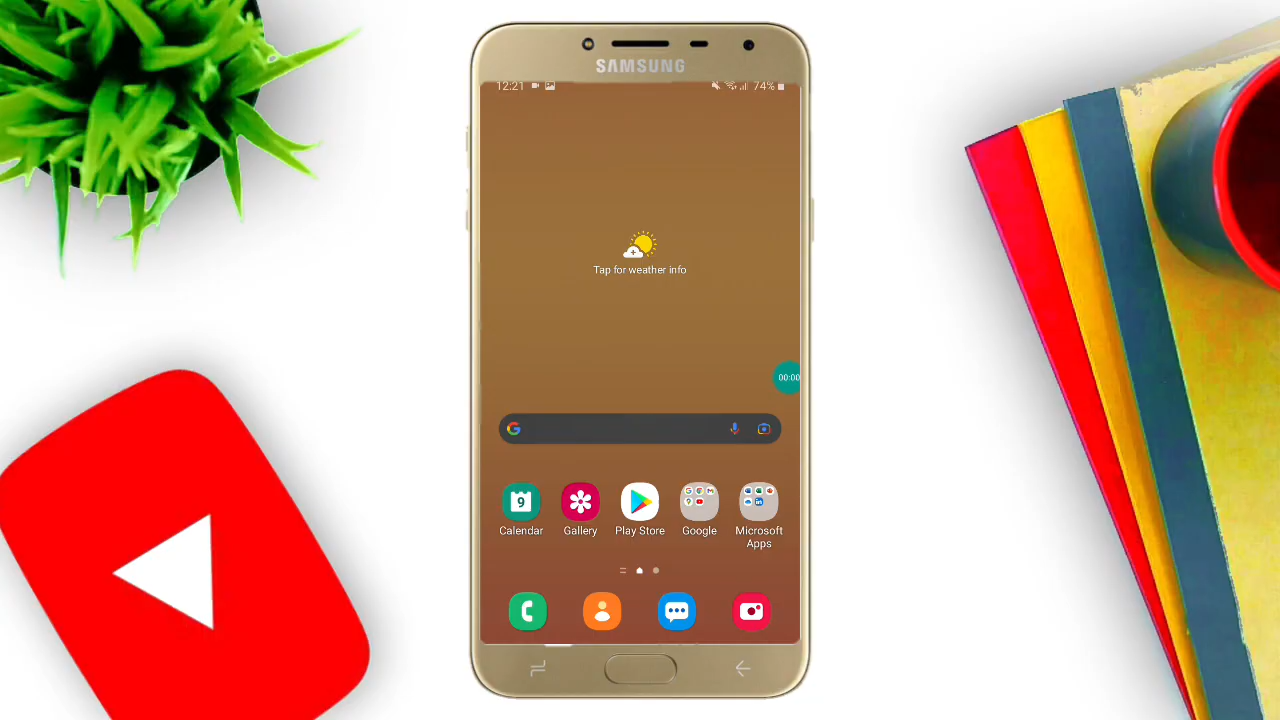 SAMSUNG
12:21
74%
Tap for weather info
00:00
9
Calendar
Gallery
Play Store
Google
Microsoft
Apps